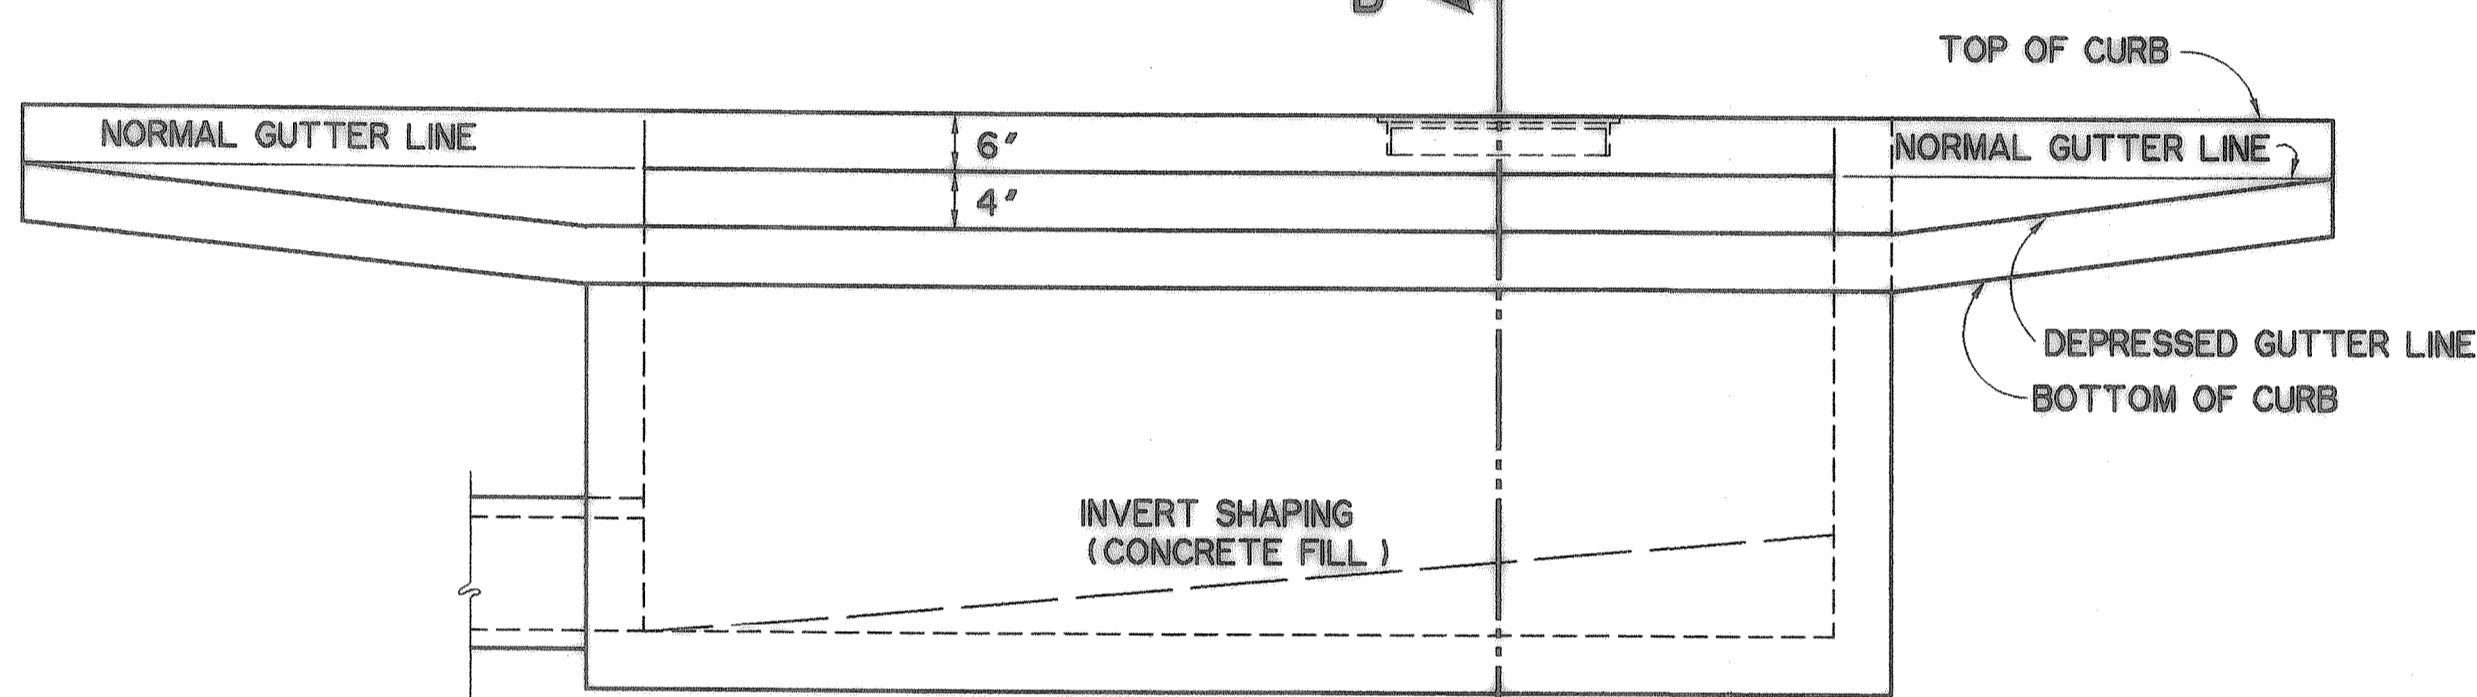 TOP OF CURB
NORMAL GUTTER LINE
6"
NORMAL GUTTER LINE
4"
DEPRESSED GUTTER LINE
BOTTOM OF CURB
INVERT SHAPING
(CONCRETE FILL)